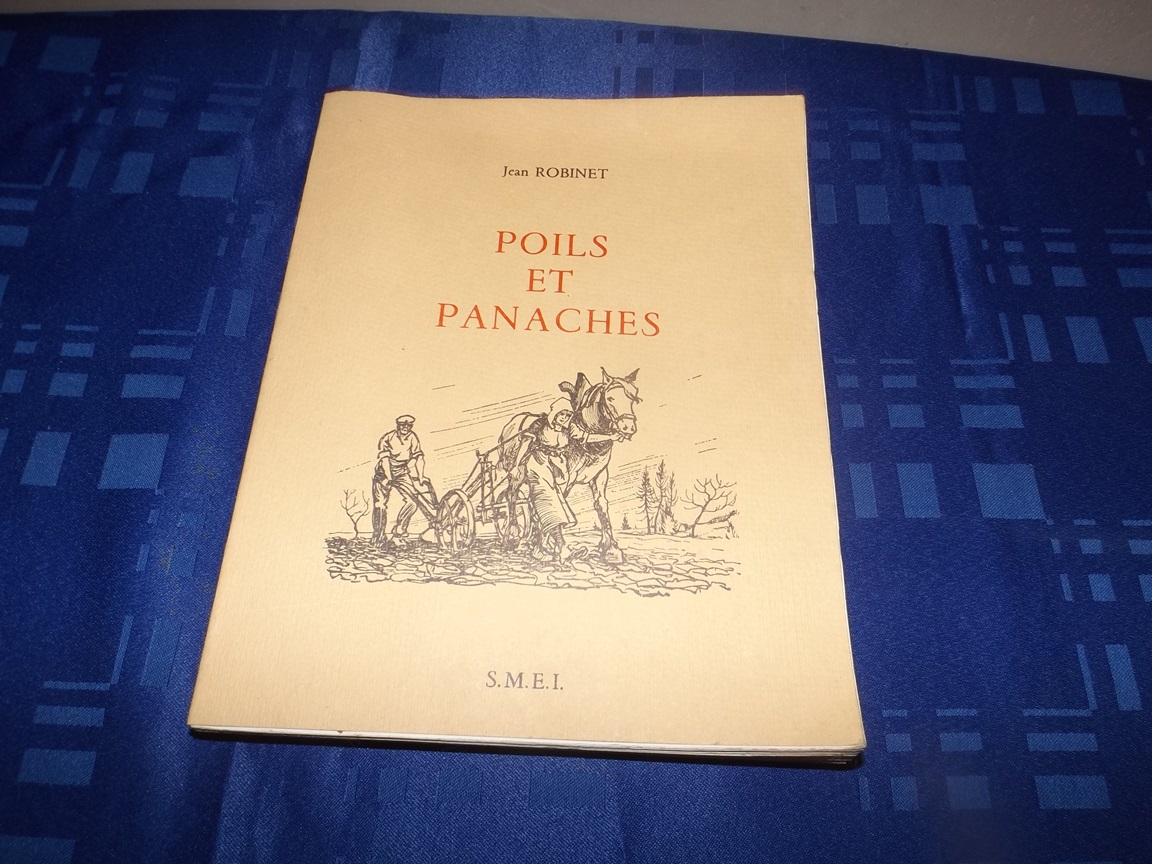 Jean ROBINET
POILS
ET
PANACHES
S.M.E.I.